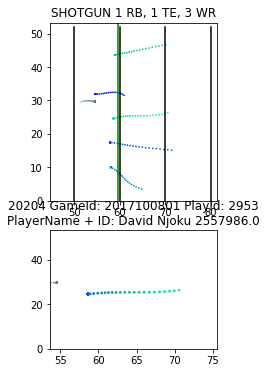 SHOTGUN 1 RB, 1 TE, 3 WR
50
40
30
20
10
0
50 60 70 80
20204 GameId: 2017100801 PlayId: 2953
PlayerName + ID: David Njoku 2557986.0
40
20
0
55 60 65 70 75